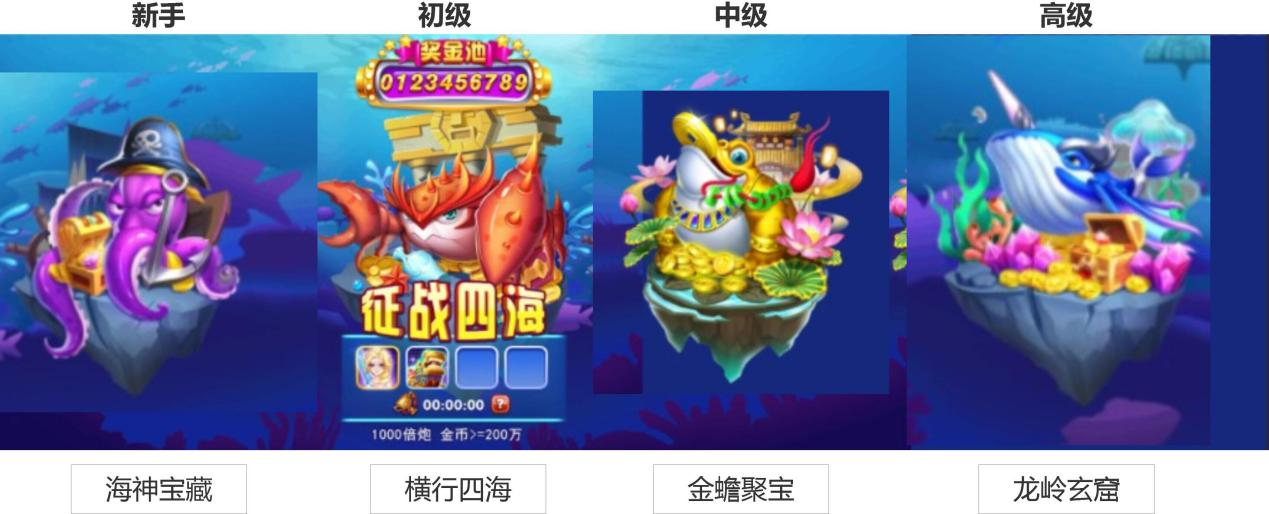 新手 初级 中级 高级
奖金池
0123456789
征战四海
00:00:00 ?
1000倍炮 金币>=200万
海神宝藏 横行四海 金蟾聚宝 龙岭玄窟